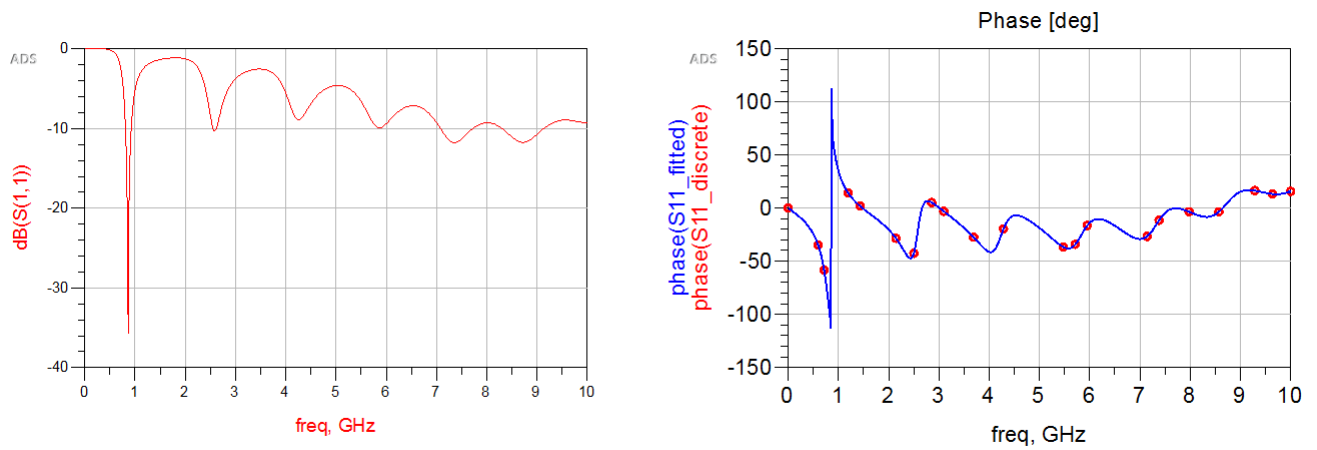 ADS
0
-10
-20
-30
-40
dB(S(1,1))
0 1 2 3 4 5 6 7 8 9 10
freq, GHz
Phase [deg]
ADS
150
100
50
0
-50
-100
-150
phase(S11_fitted)
phase(S11_discrete)
0 1 2 3 4 5 6 7 8 9 10
freq, GHz